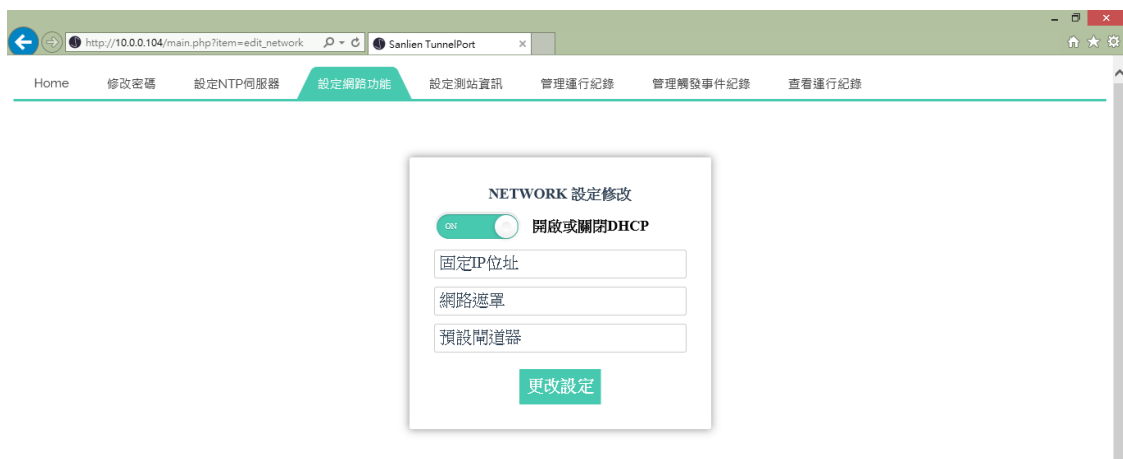 http://10.0.0.104/main.php?item=edit_network Sanlien TunnelPort
Home 修改密碼 設定NTP伺服器 設定網路功能 設定測站資訊 管理運行紀錄 管理觸發事件紀錄 查看運行紀錄
NETWORK 設定修改
ON 開啟或關閉DHCP
固定IP位址
網路遮罩
預設閘道器
更改設定